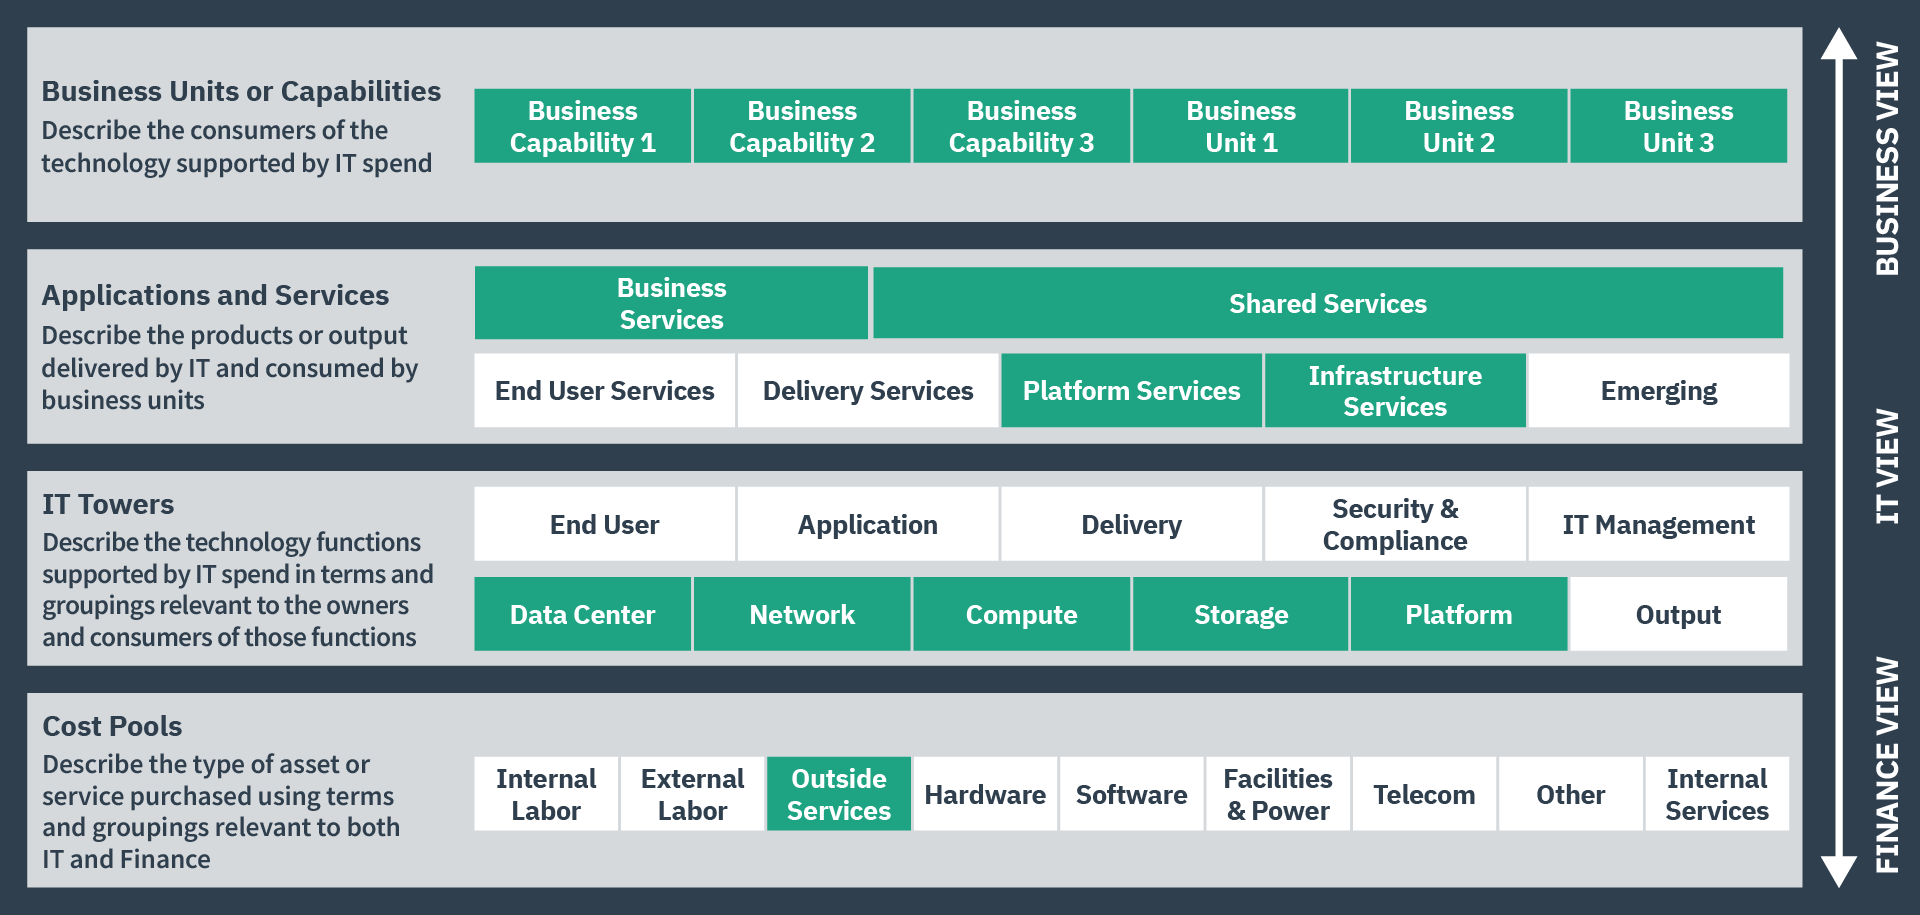 Business Units or Capabilities
Describe the consumers of the
technology supported by IT spend
Business
Capability 1
Business
Capability 2
Business
Capability 3
Business
Unit 1
Business
Unit 2
Business
Unit 3
Applications and Services
Describe the products or output
delivered by IT and consumed by
business units
Business
Services
Shared Services
End User Services
Delivery Services
Platform Services
Infrastructure
Services
Emerging
IT Towers
Describe the technology functions
supported by IT spend in terms and
groupings relevant to the owners
and consumers of those functions
End User
Application
Delivery
Security &
Compliance
IT Management
Data Center
Network
Compute
Storage
Platform
Output
Cost Pools
Describe the type of asset or
service purchased using terms
and groupings relevant to both
IT and Finance
Internal
Labor
External
Labor
Outside
Services
Hardware
Software
Facilities
& Power
Telecom
Other
Internal
Services
BUSINESS VIEW
IT VIEW
FINANCE VIEW